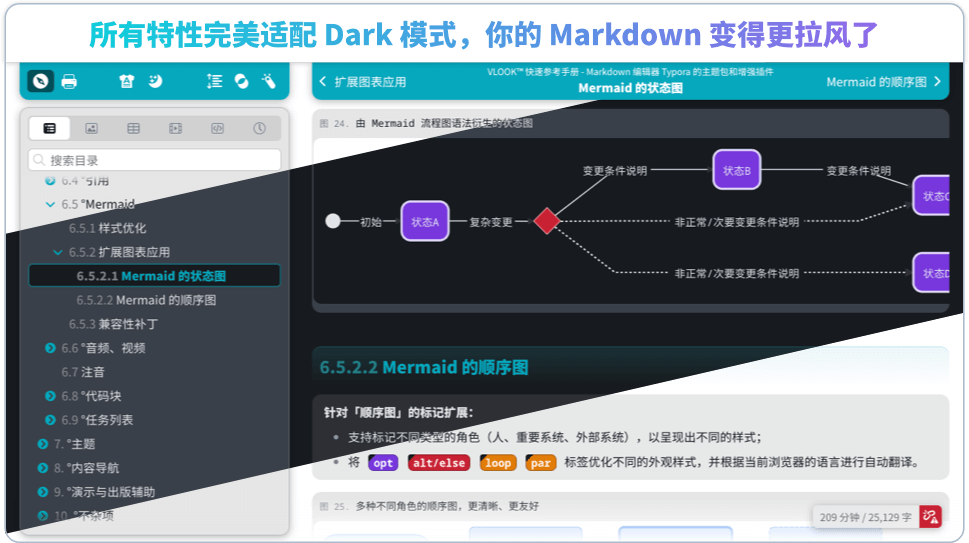 所有特性完美适配 Dark 模式，你的 Markdown 变得更拉风了
扩展图表应用
VLOOK™ 快速参考手册 - Markdown 编辑器 Typora 的主题包和增强插件
Mermaid 的状态图
Mermaid 的顺序图
搜索目录
6.4 °引用
6.5 °Mermaid
6.5.1 样式优化
6.5.2 扩展图表应用
6.5.2.1 Mermaid 的状态图
6.5.2.2 Mermaid 的顺序图
6.5.3 兼容性补丁
6.6 °音频、视频
6.7 注音
6.8 °代码块
6.9 °任务列表
7. °主题
8. °内容导航
9. °演示与出版辅助
10. °不杂项
图 24. 由 Mermaid 流程图语法衍生的状态图
初始
状态A
复杂变更
变更条件说明
状态B
变更条件说明
状态C
非正常/次要变更条件说明
非正常/次要变更条件说明
状态D
6.5.2.2 Mermaid 的顺序图
针对「顺序图」的标记扩展：
支持标记不同类型的角色（人、重要系统、外部系统），以呈现出不同的样式；
将 opt alt/else loop par 标签优化不同的外观样式，并根据当前浏览器的语言进行自动翻译。
图 25. 多种不同角色的顺序图，更清晰、更友好
209 分钟 / 25,129 字